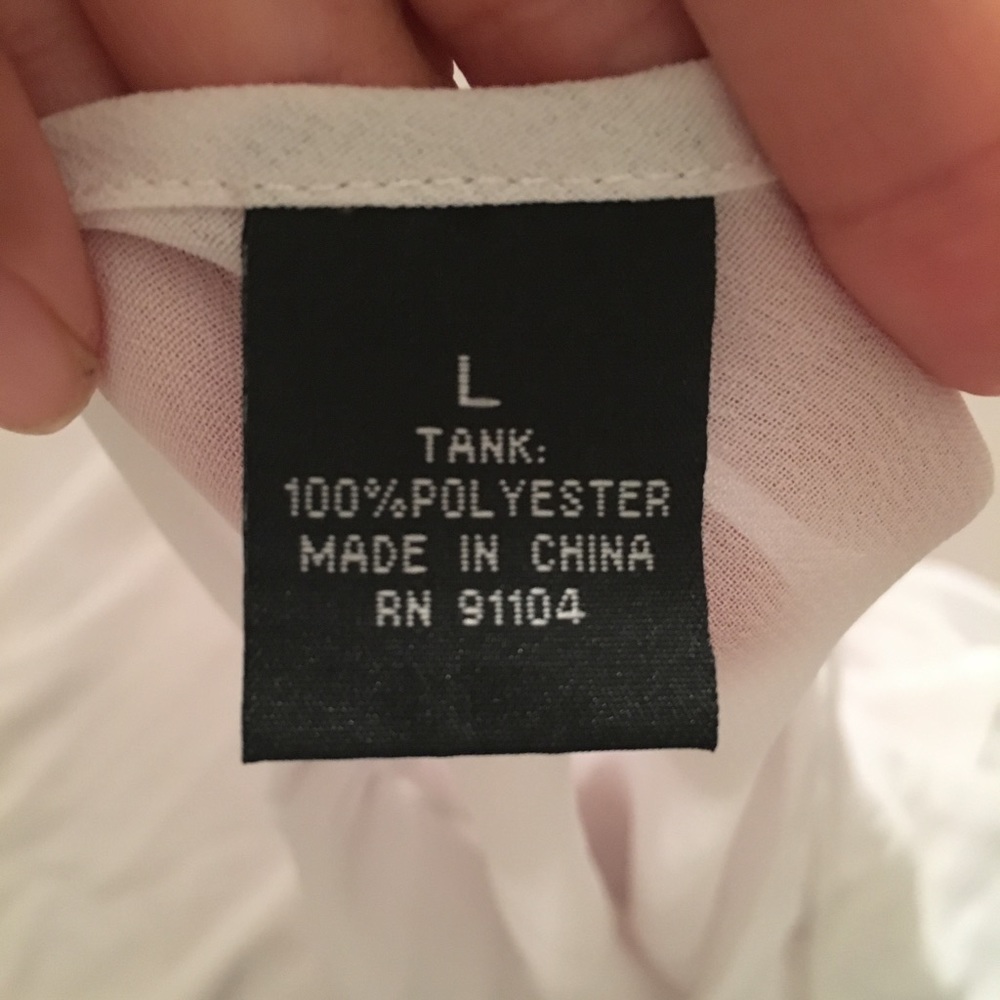 L
TANK:
100%POLYESTER
MADE IN CHINA
RN 91104